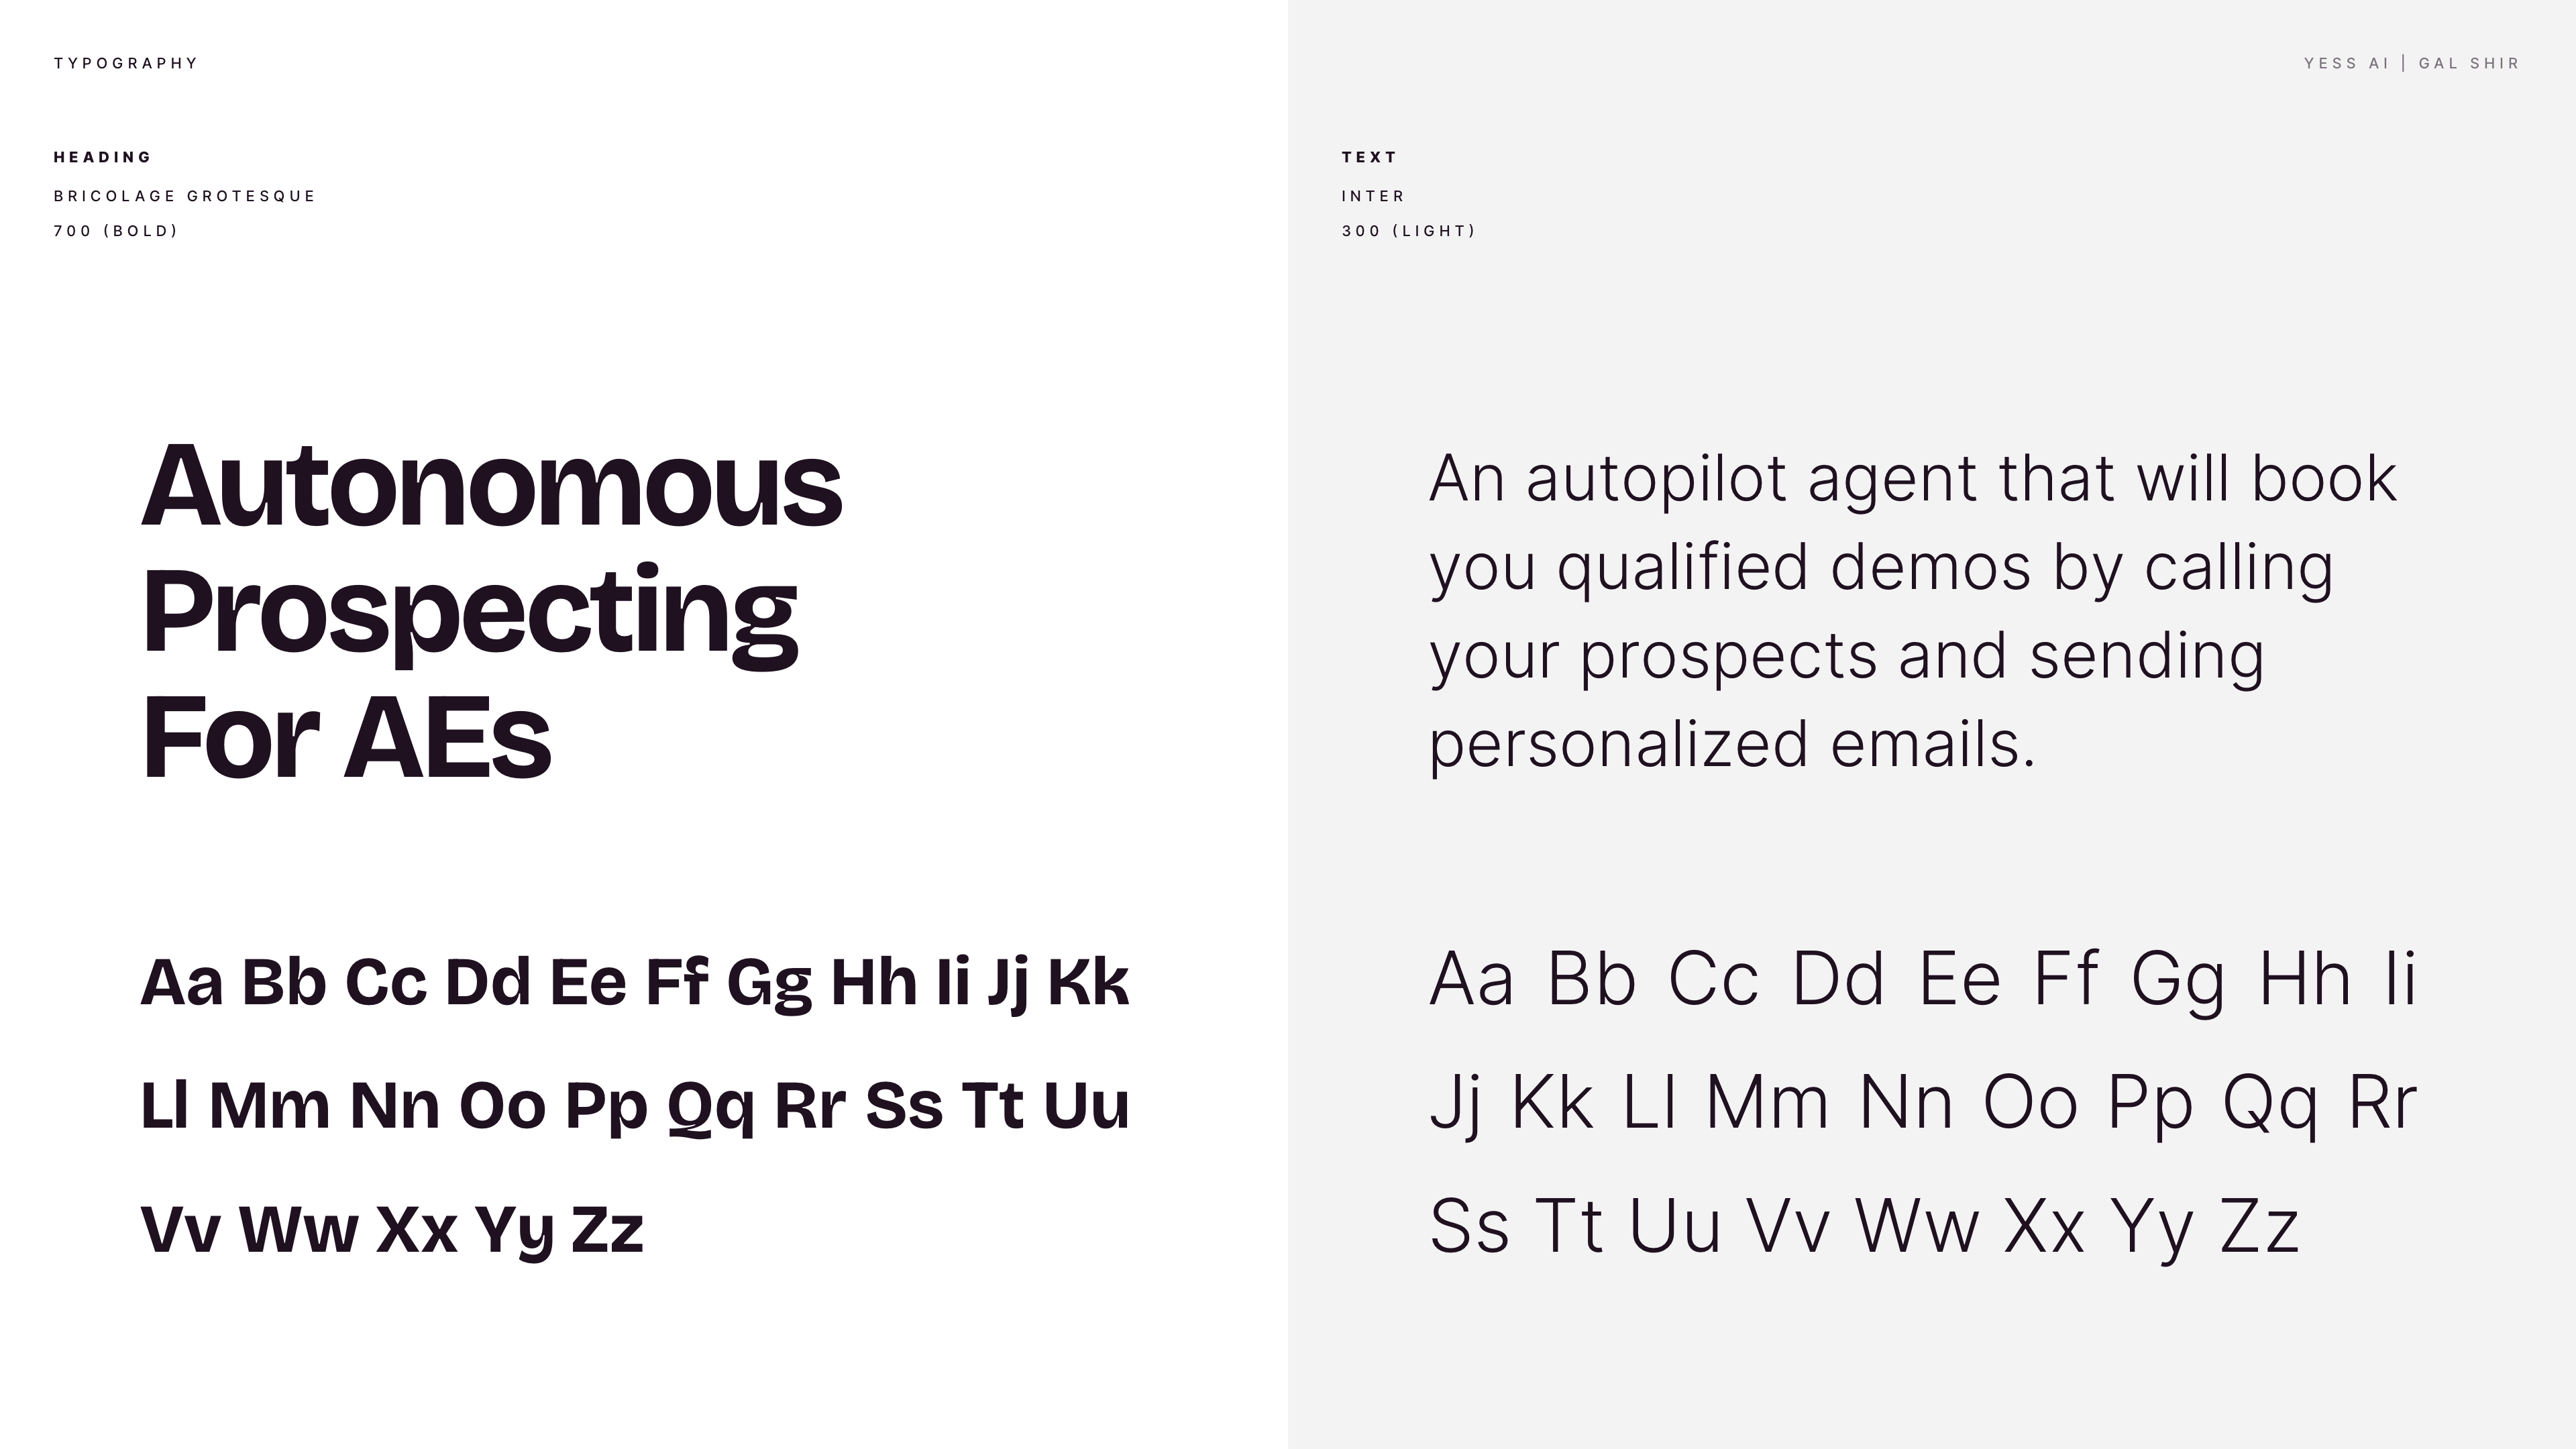 TYPOGRAPHY
YESS AI | GAL SHIR
HEADING
BRICOLAGE GROTESQUE
700 (BOLD)
Autonomous
Prospecting
For AEs
Aa Bb Cc Dd Ee Ff Gg Hh Ii Jj Kk
Ll Mm Nn Oo Pp Qq Rr Ss Tt Uu
Vv Ww Xx Yy Zz
TEXT
INTER
300 (LIGHT)
An autopilot agent that will book
you qualified demos by calling
your prospects and sending
personalized emails.
Aa Bb Cc Dd Ee Ff Gg Hh Ii
Jj Kk Ll Mm Nn Oo Pp Qq Rr
Ss Tt Uu Vv Ww Xx Yy Zz